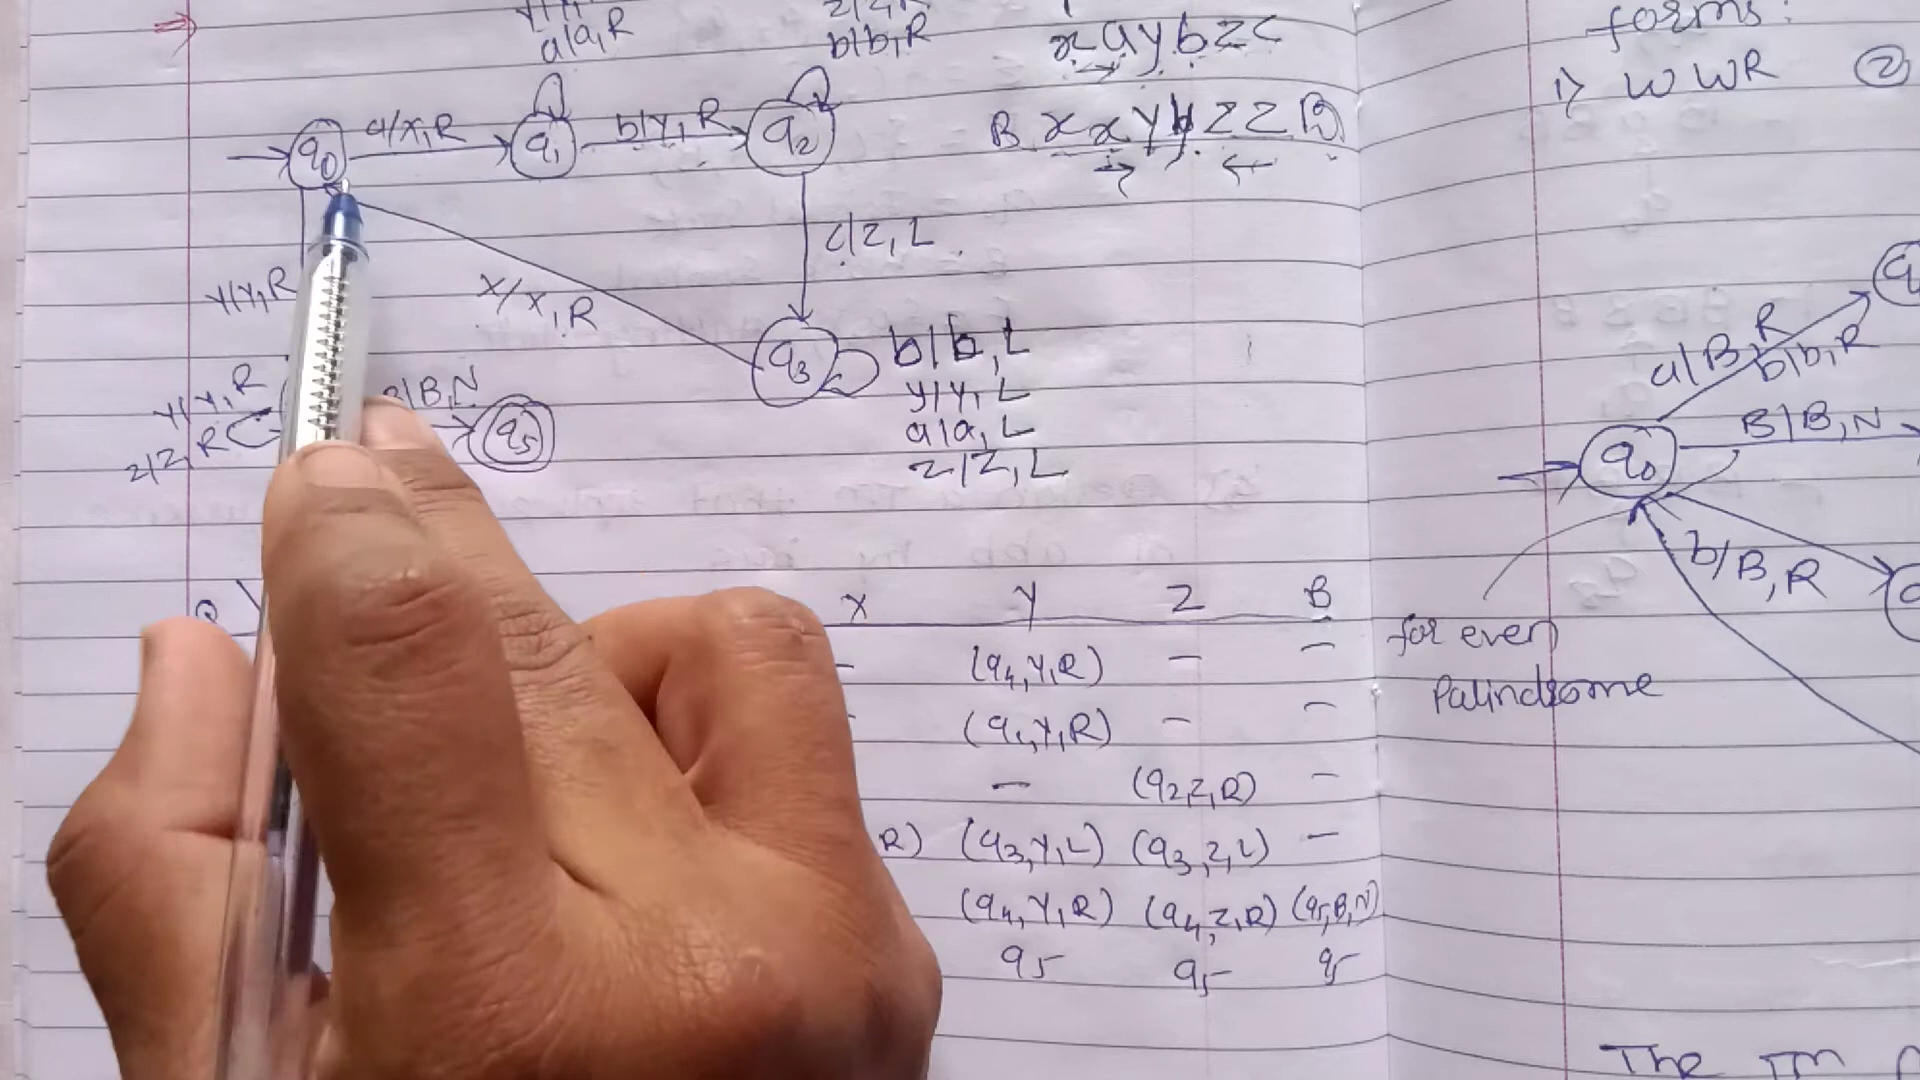 a/a,R
b/b,R
x a y b z c
q0
a/x,R
q1
b/y,R
q2
B x x y y z z B
c/z,L
y/y,R
x/x,R
q3
b/b,L
y/y,L
a/a,L
z/z,L
y/y,R
z/z,R
B/B,N
q5
X Y Z B
- (q4,Y,R) - -
- (q1,Y,R) - -
- (q2,Z,R) -
R) (q3,Y,L) (q3,Z,L) -
(q4,Y,R) (q4,Z,R) (q5,B,N)
q5 q5 q5
forms:
1) W WR 2
a/B,R
b/b,R
q0
B/B,N
b/B,R
for even
Palindrome
The TM